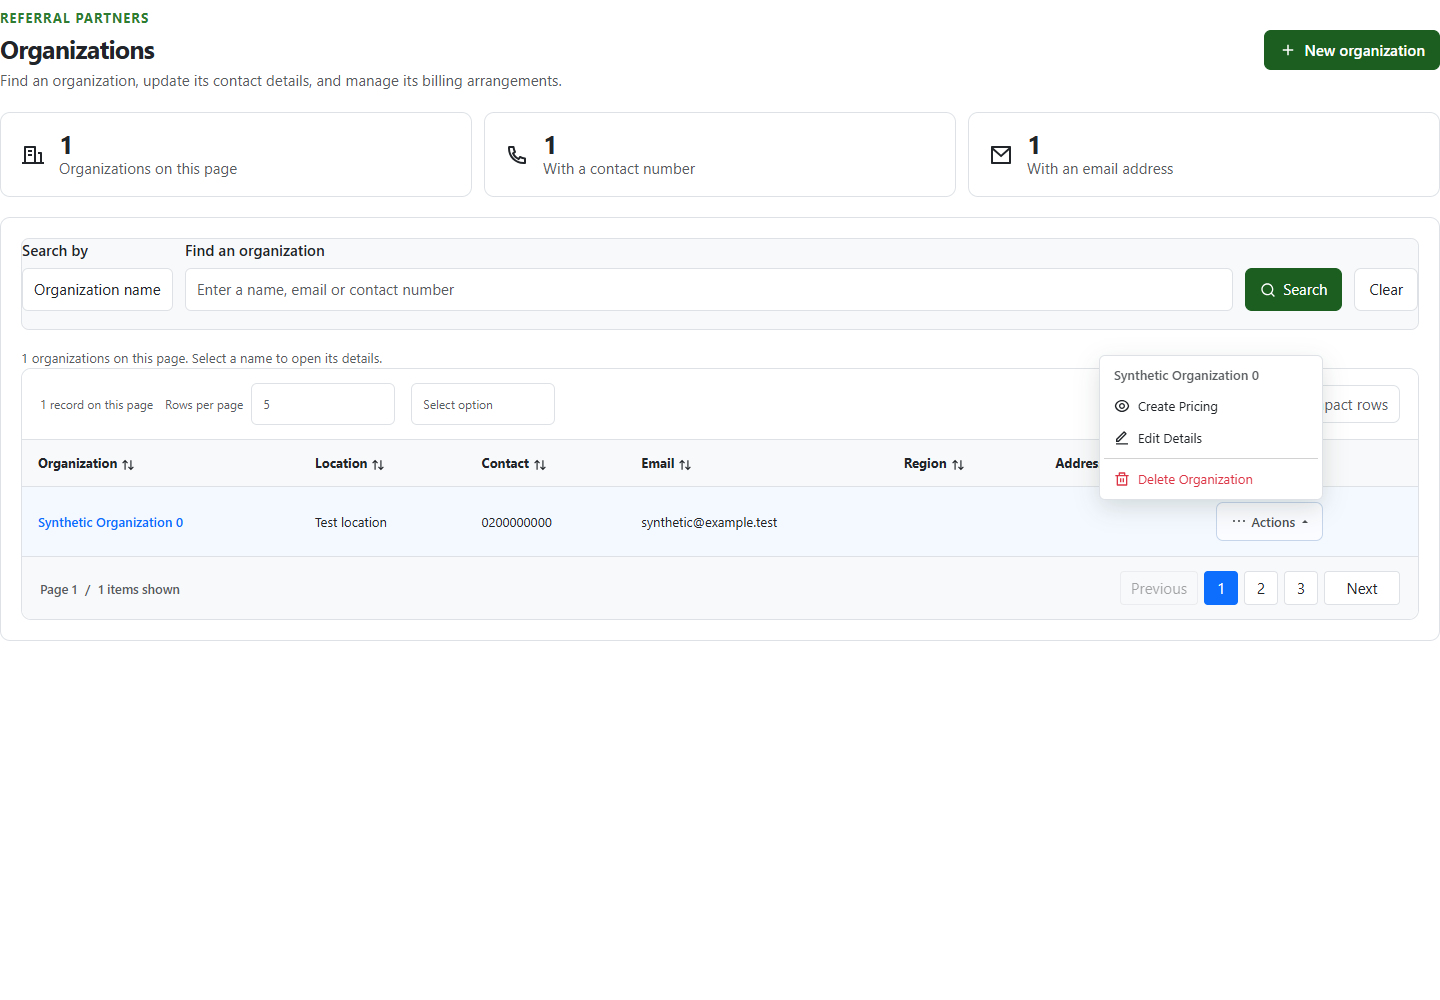 REFERRAL PARTNERS
Organizations
New organization
Find an organization, update its contact details, and manage its billing arrangements.
1
Organizations on this page
1
With a contact number
1
With an email address
Search by
Find an organization
Organization name
Enter a name, email or contact number
Search
Clear
1 organizations on this page. Select a name to open its details.
1 record on this page
Rows per page
5
Select option
pact rows
Synthetic Organization 0
Create Pricing
Edit Details
Delete Organization
Organization
Location
Contact
Email
Region
Addres
Synthetic Organization 0
Test location
0200000000
synthetic@example.test
Actions
Page 1 / 1 items shown
Previous
1
2
3
Next